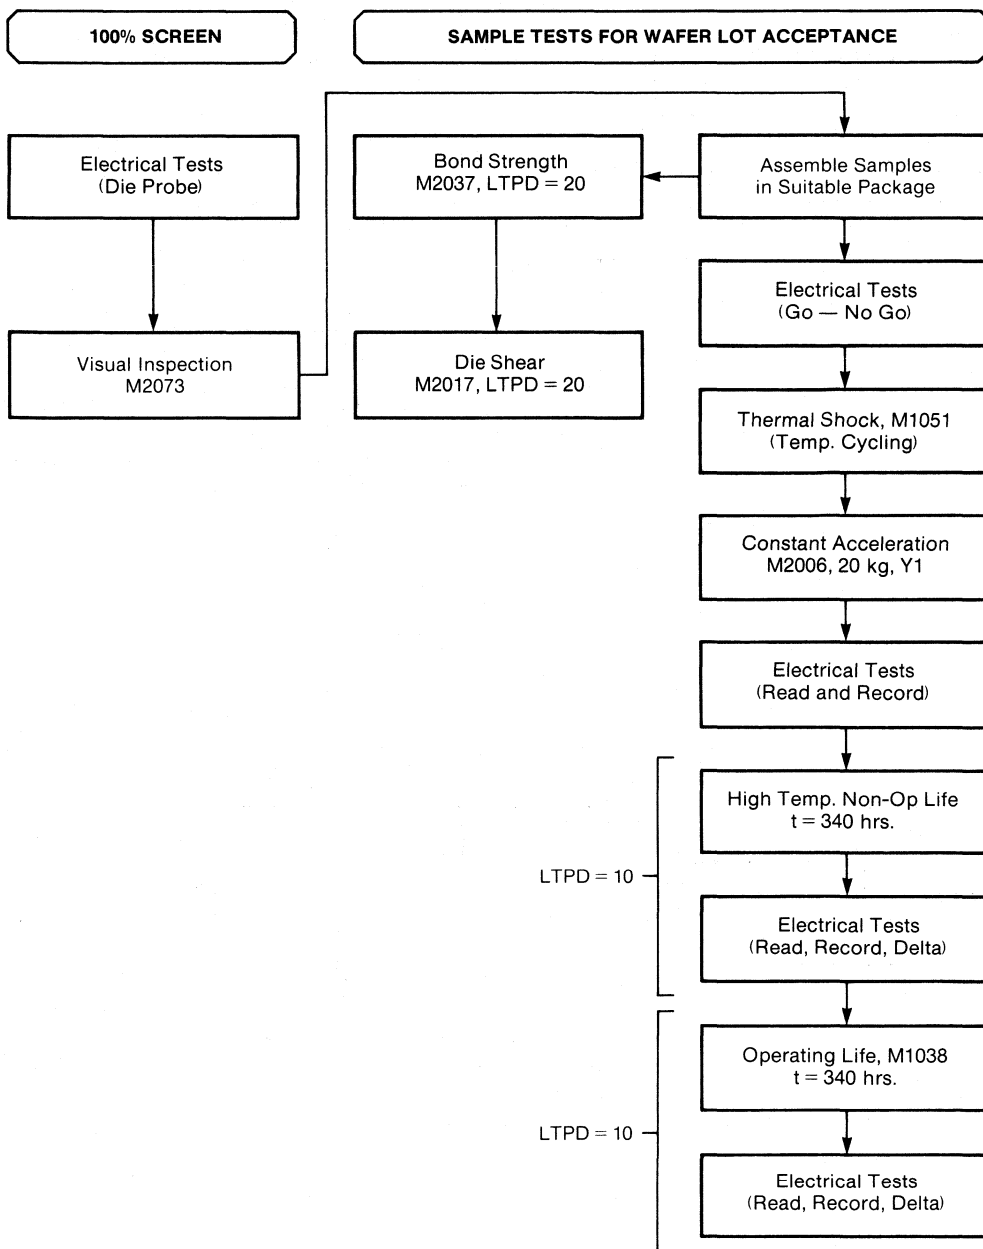 100% SCREEN
SAMPLE TESTS FOR WAFER LOT ACCEPTANCE
Electrical Tests
(Die Probe)
Visual Inspection
M2073
Bond Strength
M2037, LTPD = 20
Die Shear
M2017, LTPD = 20
Assemble Samples
in Suitable Package
Electrical Tests
(Go — No Go)
Thermal Shock, M1051
(Temp. Cycling)
Constant Acceleration
M2006, 20 kg, Y1
Electrical Tests
(Read and Record)
LTPD = 10
High Temp. Non-Op Life
t = 340 hrs.
Electrical Tests
(Read, Record, Delta)
LTPD = 10
Operating Life, M1038
t = 340 hrs.
Electrical Tests
(Read, Record, Delta)